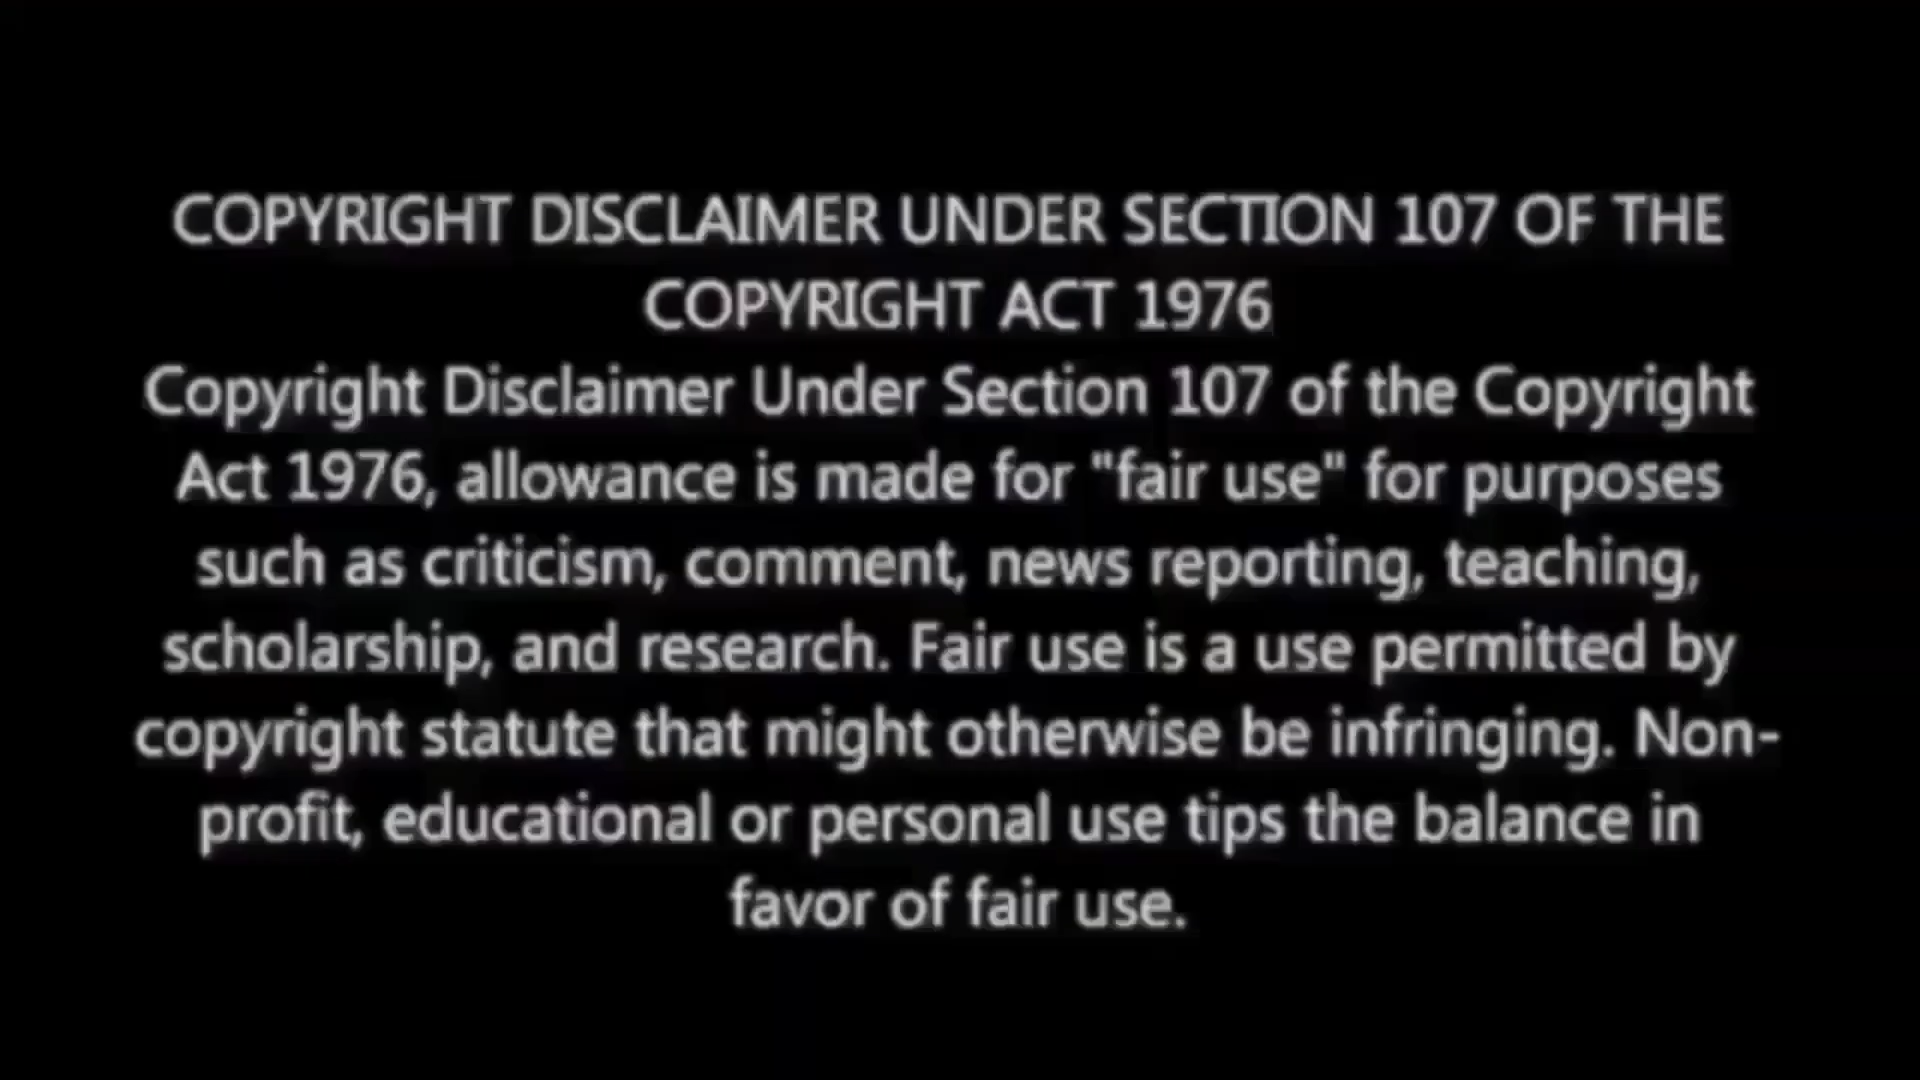 COPYRIGHT DISCLAIMER UNDER SECTION 107 OF THE
COPYRIGHT ACT 1976
Copyright Disclaimer Under Section 107 of the Copyright
Act 1976, allowance is made for "fair use" for purposes
such as criticism, comment, news reporting, teaching,
scholarship, and research. Fair use is a use permitted by
copyright statute that might otherwise be infringing. Non-
profit, educational or personal use tips the balance in
favor of fair use.